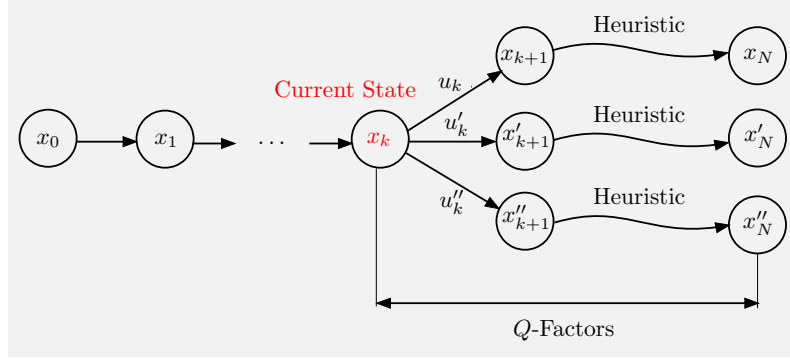 Heuristic
x_{k+1}
x_N
Current State
u_k
x_0
x_1
...
x_k
u'_k
x'_{k+1}
Heuristic
x'_N
u''_k
x''_{k+1}
Heuristic
x''_N
Q-Factors